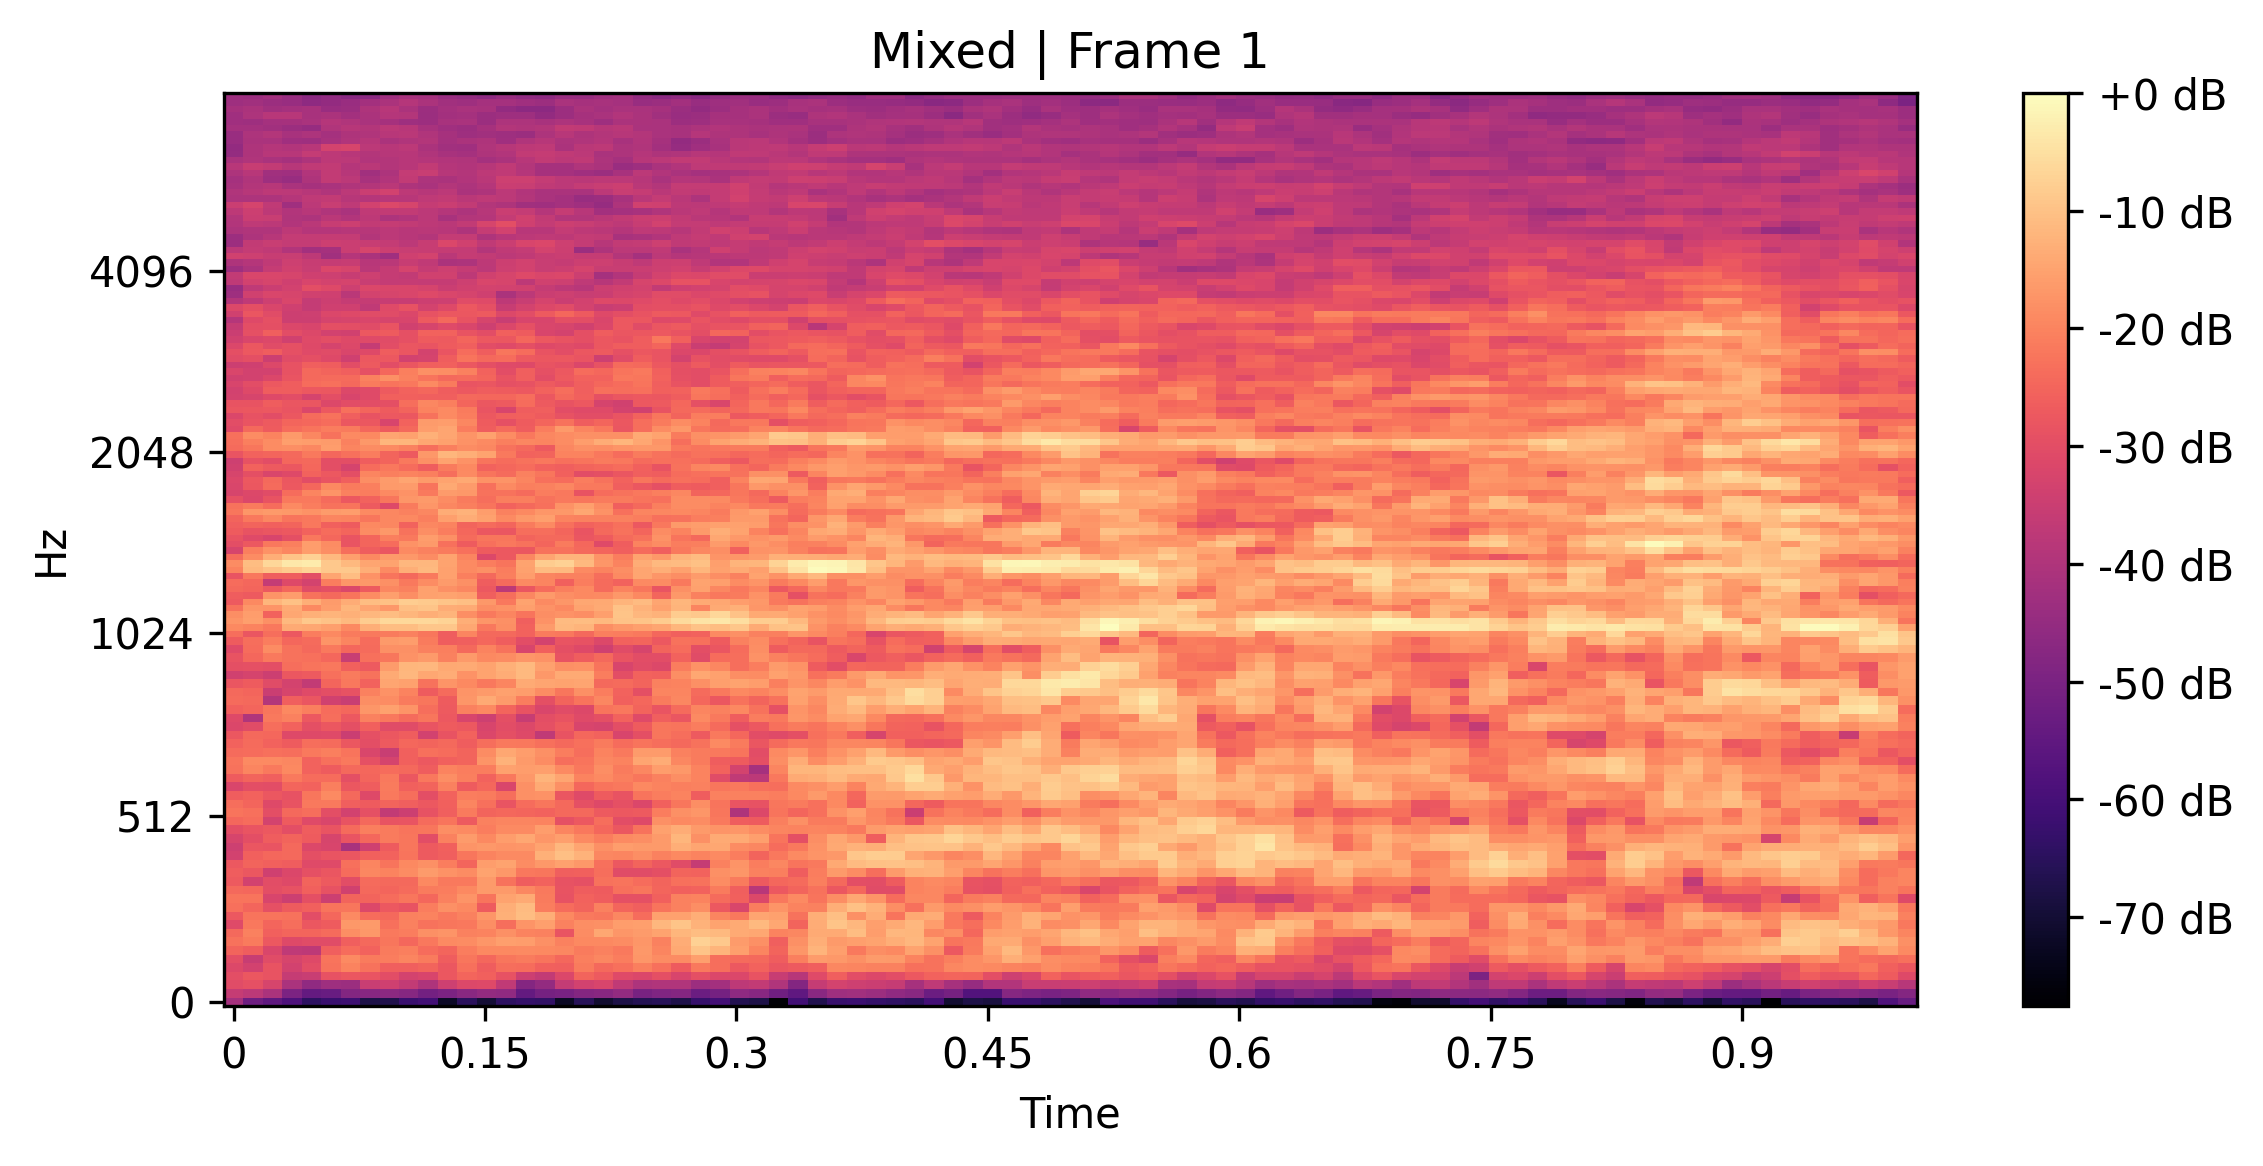 Mixed | Frame 1
+0 dB
-10 dB
-20 dB
-30 dB
-40 dB
-50 dB
-60 dB
-70 dB
Hz
4096
2048
1024
512
0
0 0.15 0.3 0.45 0.6 0.75 0.9
Time